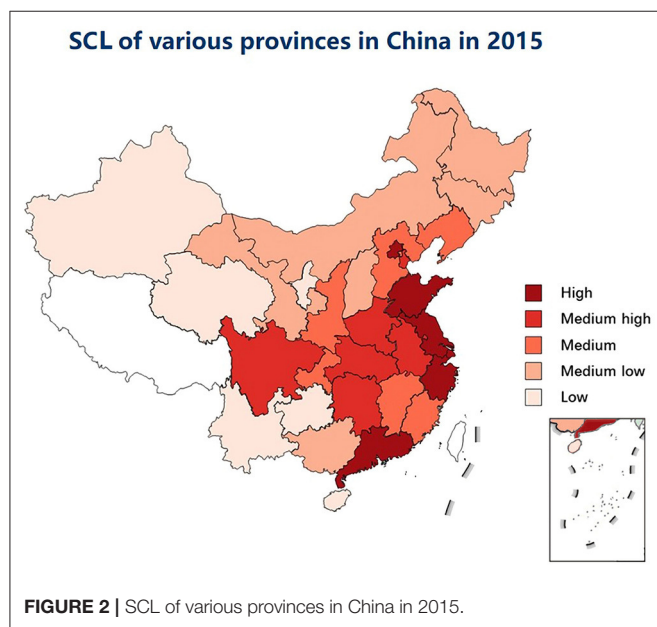 SCL of various provinces in China in 2015
High
Medium high
Medium
Medium low
Low
FIGURE 2 | SCL of various provinces in China in 2015.